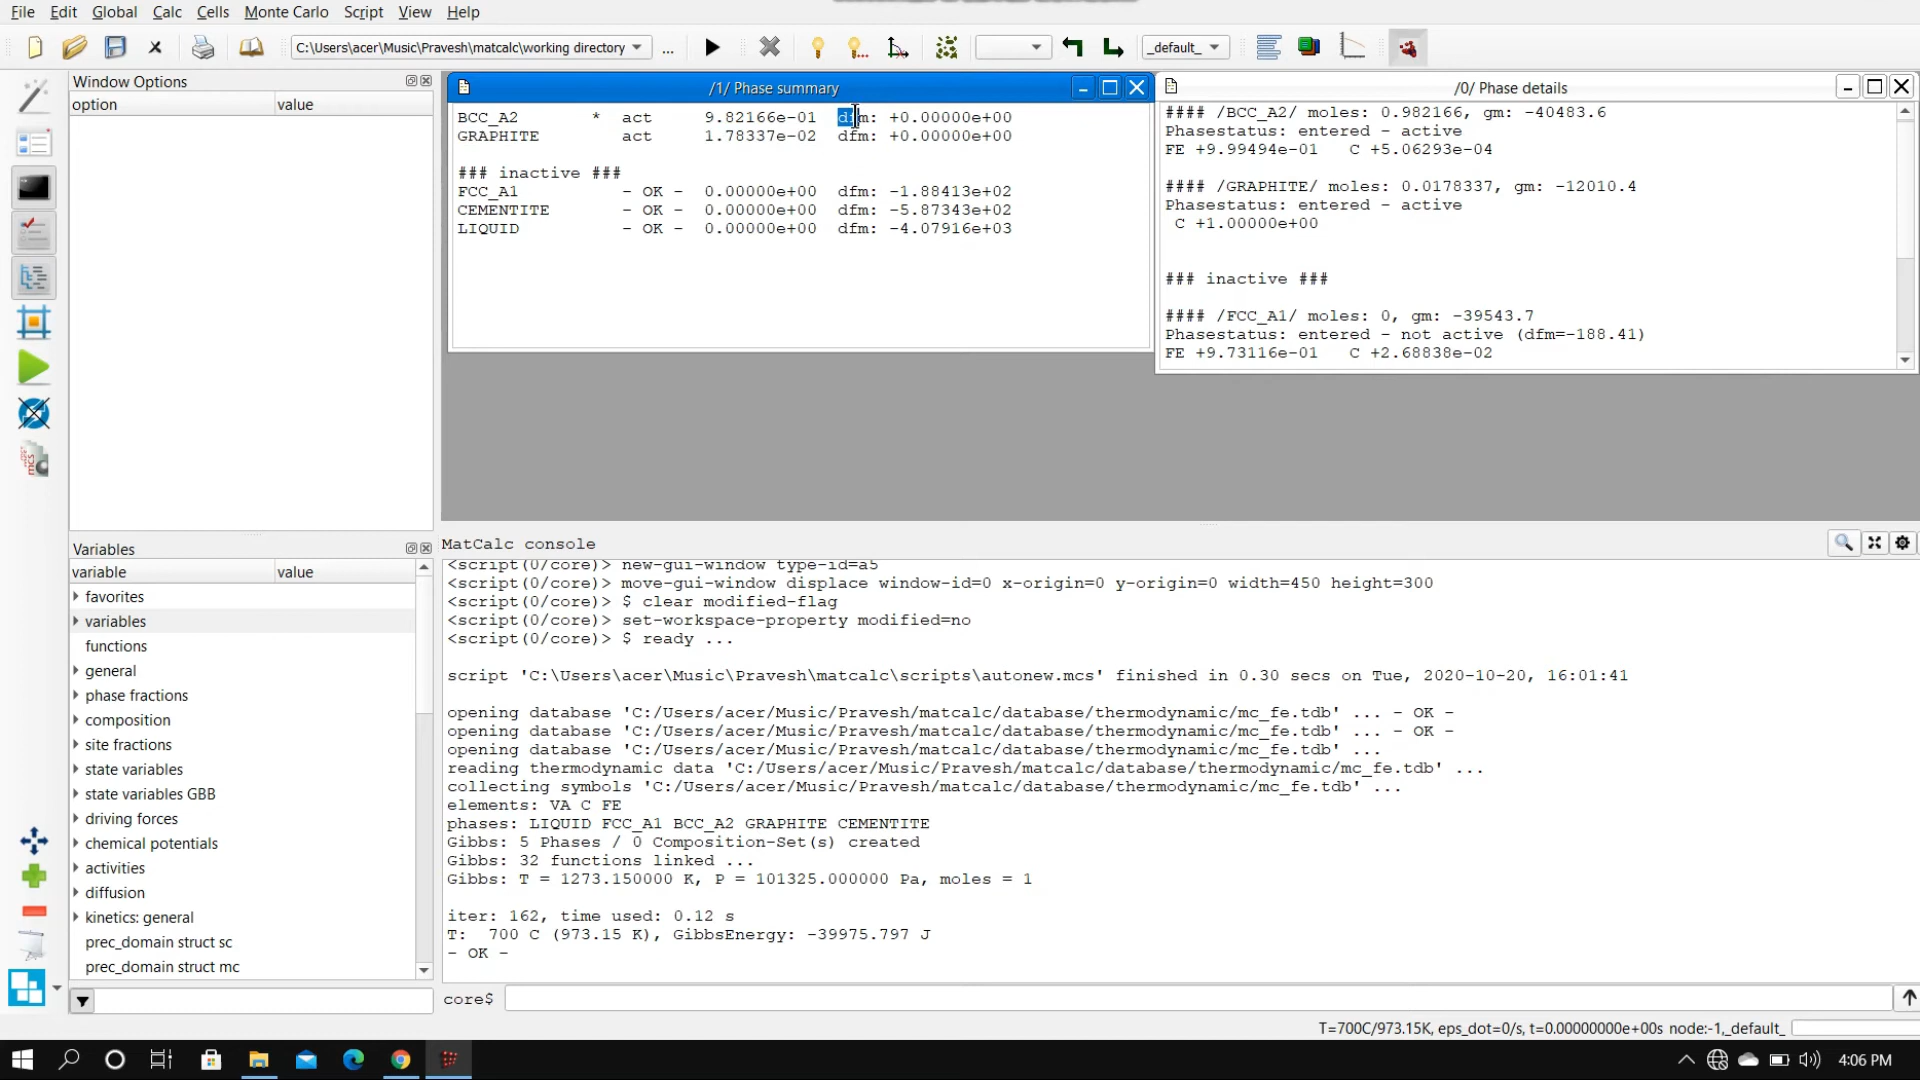 File Edit Global Calc Cells Monte Carlo Script View Help
C:\Users\acer\Music\Pravesh\matcalc\working directory
...
_default_
Window Options
option value
/1/ Phase summary
BCC_A2 * act 9.82166e-01 dfm: +0.00000e+00
GRAPHITE act 1.78337e-02 dfm: +0.00000e+00
### inactive ###
FCC_A1 - OK - 0.00000e+00 dfm: -1.88413e+02
CEMENTITE - OK - 0.00000e+00 dfm: -5.87343e+02
LIQUID - OK - 0.00000e+00 dfm: -4.07916e+03
/0/ Phase details
#### /BCC_A2/ moles: 0.982166, gm: -40483.6
Phasestatus: entered - active
FE +9.99494e-01 C +5.06293e-04
#### /GRAPHITE/ moles: 0.0178337, gm: -12010.4
Phasestatus: entered - active
C +1.00000e+00
### inactive ###
#### /FCC_A1/ moles: 0, gm: -39543.7
Phasestatus: entered - not active (dfm=-188.41)
FE +9.73116e-01 C +2.68838e-02
Variables
variable value
favorites
variables
functions
general
phase fractions
composition
site fractions
state variables
state variables GBB
driving forces
chemical potentials
activities
diffusion
kinetics: general
prec_domain struct sc
prec_domain struct mc
MatCalc console
<script(0/core)> new-gui-window type-id=a5
<script(0/core)> move-gui-window displace window-id=0 x-origin=0 y-origin=0 width=450 height=300
<script(0/core)> $ clear modified-flag
<script(0/core)> set-workspace-property modified=no
<script(0/core)> $ ready ...
script 'C:\Users\acer\Music\Pravesh\matcalc\scripts\autonew.mcs' finished in 0.30 secs on Tue, 2020-10-20, 16:01:41
opening database 'C:/Users/acer/Music/Pravesh/matcalc/database/thermodynamic/mc_fe.tdb' ... - OK -
opening database 'C:/Users/acer/Music/Pravesh/matcalc/database/thermodynamic/mc_fe.tdb' ... - OK -
opening database 'C:/Users/acer/Music/Pravesh/matcalc/database/thermodynamic/mc_fe.tdb' ...
reading thermodynamic data 'C:/Users/acer/Music/Pravesh/matcalc/database/thermodynamic/mc_fe.tdb' ...
collecting symbols 'C:/Users/acer/Music/Pravesh/matcalc/database/thermodynamic/mc_fe.tdb' ...
elements: VA C FE
phases: LIQUID FCC_A1 BCC_A2 GRAPHITE CEMENTITE
Gibbs: 5 Phases / 0 Composition-Set(s) created
Gibbs: 32 functions linked ...
Gibbs: T = 1273.150000 K, P = 101325.000000 Pa, moles = 1
iter: 162, time used: 0.12 s
T: 700 C (973.15 K), GibbsEnergy: -39975.797 J
- OK -
core$
T=700C/973.15K, eps_dot=0/s, t=0.00000000e+00s node:-1,_default_
4:06 PM